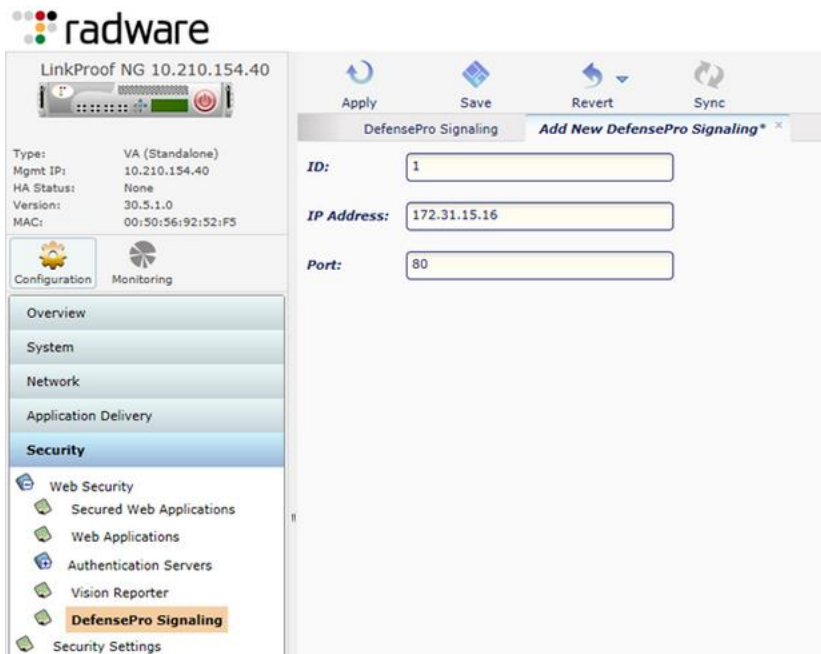 radware
LinkProof NG 10.210.154.40
Type: VA (Standalone)
Mgmt IP: 10.210.154.40
HA Status: None
Version: 30.5.1.0
MAC: 00:50:56:92:52:F5
Configuration Monitoring
Overview
System
Network
Application Delivery
Security
Web Security
Secured Web Applications
Web Applications
Authentication Servers
Vision Reporter
DefensePro Signaling
Security Settings
Apply Save Revert Sync
DefensePro Signaling Add New DefensePro Signaling* ×
ID: 1
IP Address: 172.31.15.16
Port: 80